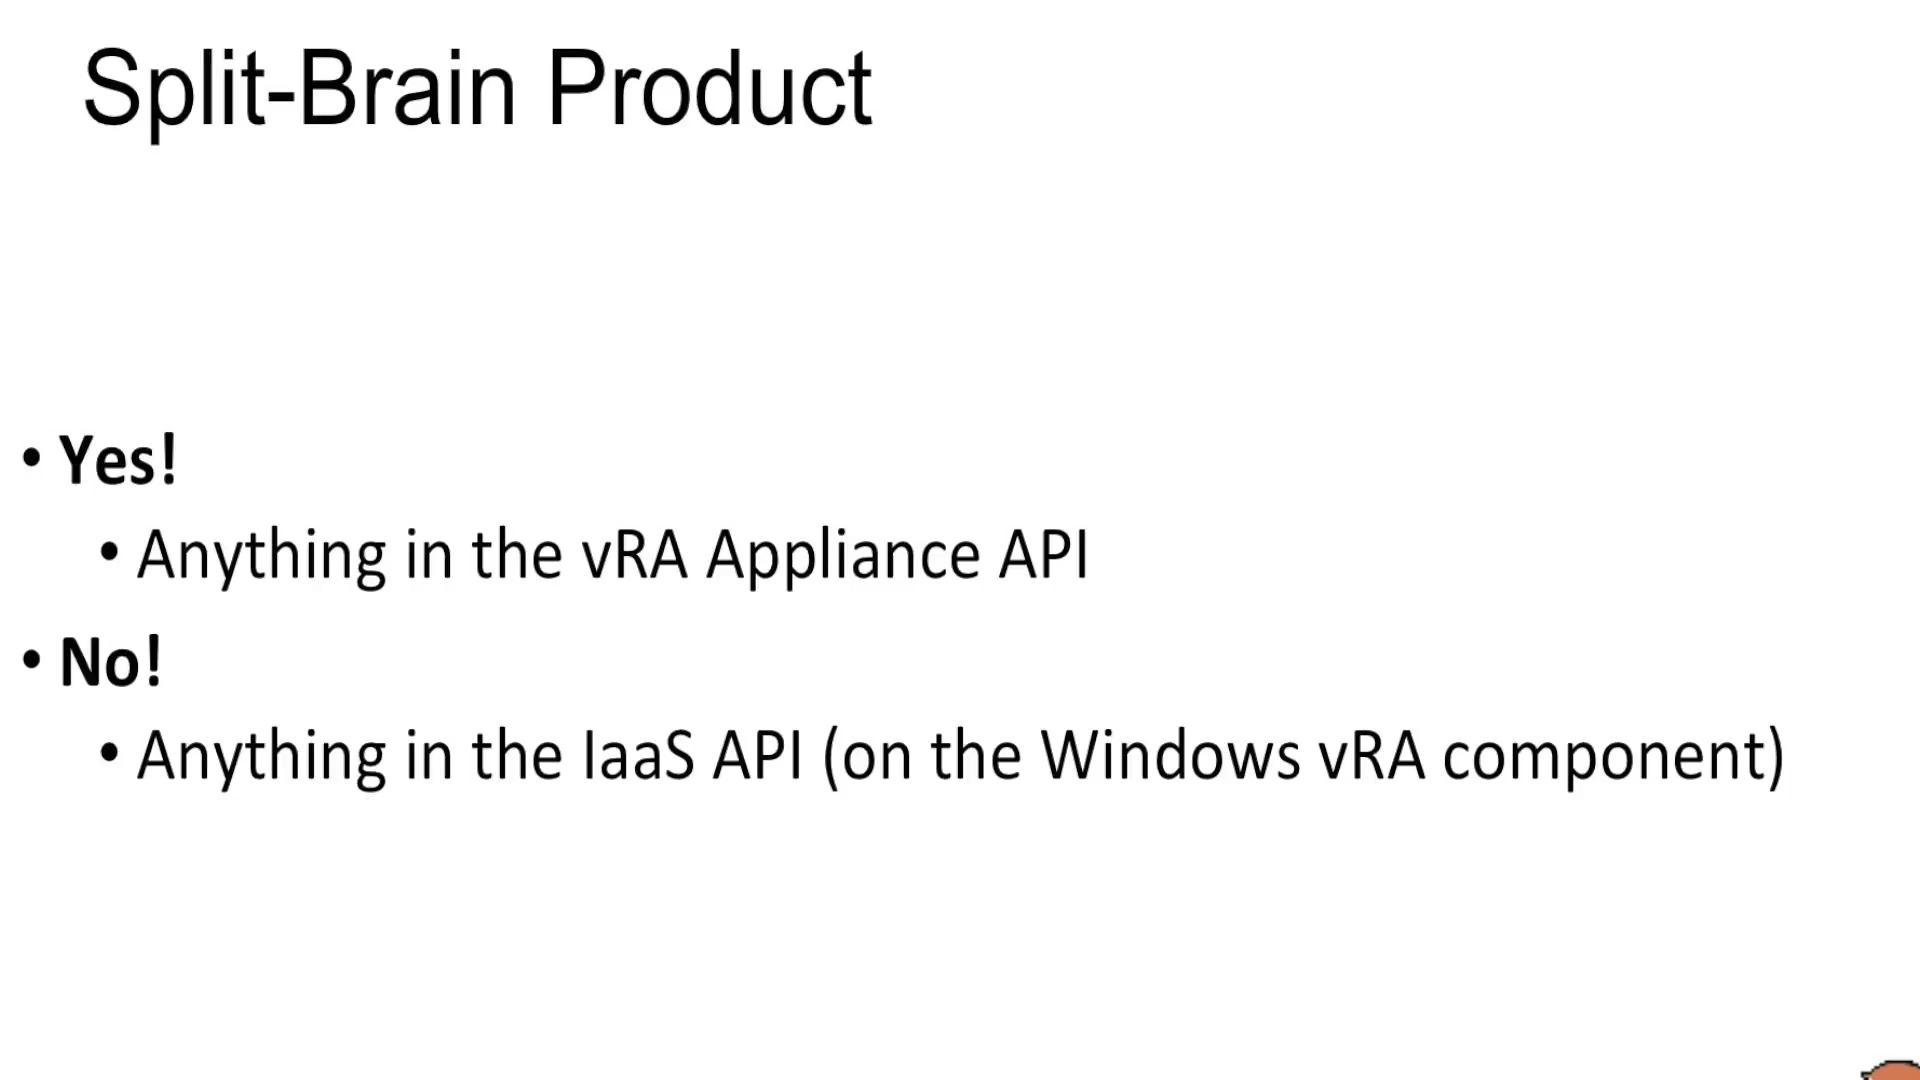 Split-Brain Product
• Yes!
• Anything in the vRA Appliance API
• No!
• Anything in the IaaS API (on the Windows vRA component)